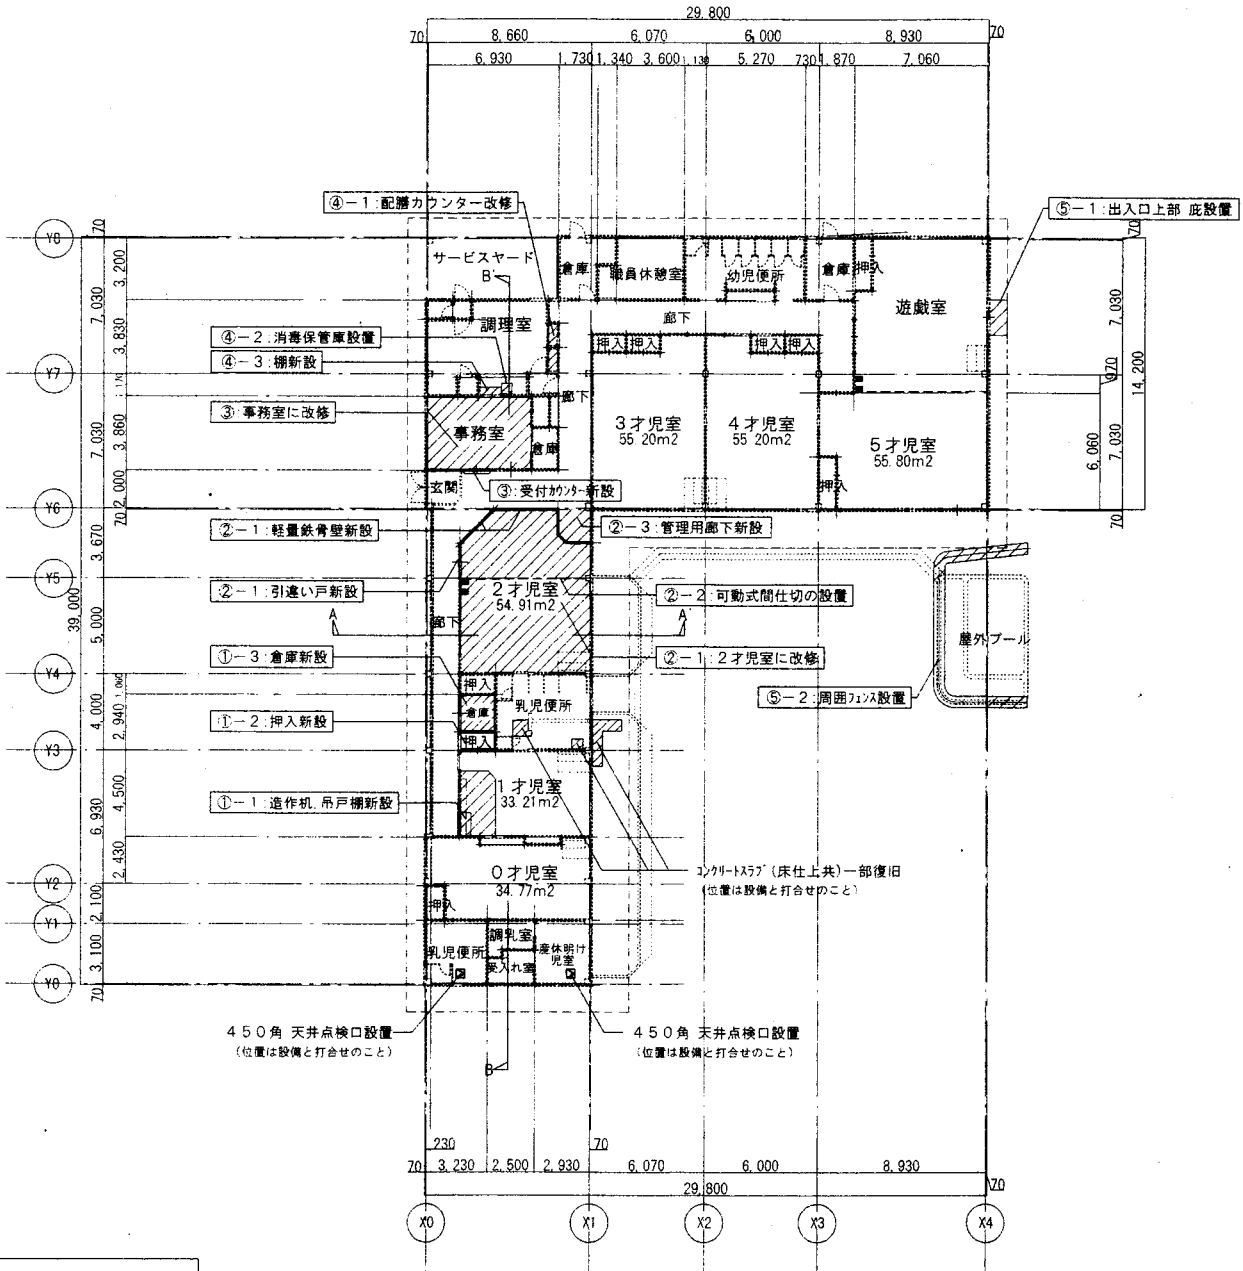 29,800
70 8,660 6,070 6,000 8,930 70
6,930 1,730 1,340 3,600 1,130 5,270 730 1,870 7,060
④−1:配膳カウンター改修
⑤−1:出入口上部 庇設置
Y8
70
3,200
7,030
3,830
サービスヤード
B
倉庫
職員休憩室
幼児便所
倉庫
押入
遊戯室
70
7,030
14,200
970
調理室
廊下
④−2:消毒保管庫設置
④−3:棚新設
押入 押入
押入 押入
Y7
③:事務室に改修
廊下
事務室
倉庫
3才児室
55.20m2
4才児室
55.20m2
5才児室
55.80m2
押入
7,030
3,860
2,000
70
6,060
7,030
70
玄関
③:受付カウンター新設
Y6
②−1:軽量鉄骨壁新設
②−3:管理用廊下新設
3,670
Y5
②−1:引違い戸新設
2才児室
54.91m2
②−2:可動式間仕切の設置
39,000
5,000
A
廊下
A
屋外プール
①−3:倉庫新設
②−1:2才児室に改修
Y4
押入
⑤−2:周囲フェンス設置
4,000
2,940
1,060
倉庫
乳児便所
①−2:押入新設
押入
Y3
1才児室
33.21m2
①−1:造作机、吊戸棚新設
6,930
4,500
2,430
0才児室
34.77m2
コンクリートスラブ(床仕上共)一部復旧
(位置は設備と打合せのこと)
Y2
押入
2,100
Y1
調乳室
乳児便所
受入れ室
産休明け
児室
3,100
Y0
70
450角 天井点検口設置
(位置は設備と打合せのこと)
450角 天井点検口設置
(位置は設備と打合せのこと)
B
230 70
70 3,230 2,500 2,930 6,070 6,000 8,930
29,800 70
X0 X1 X2 X3 X4